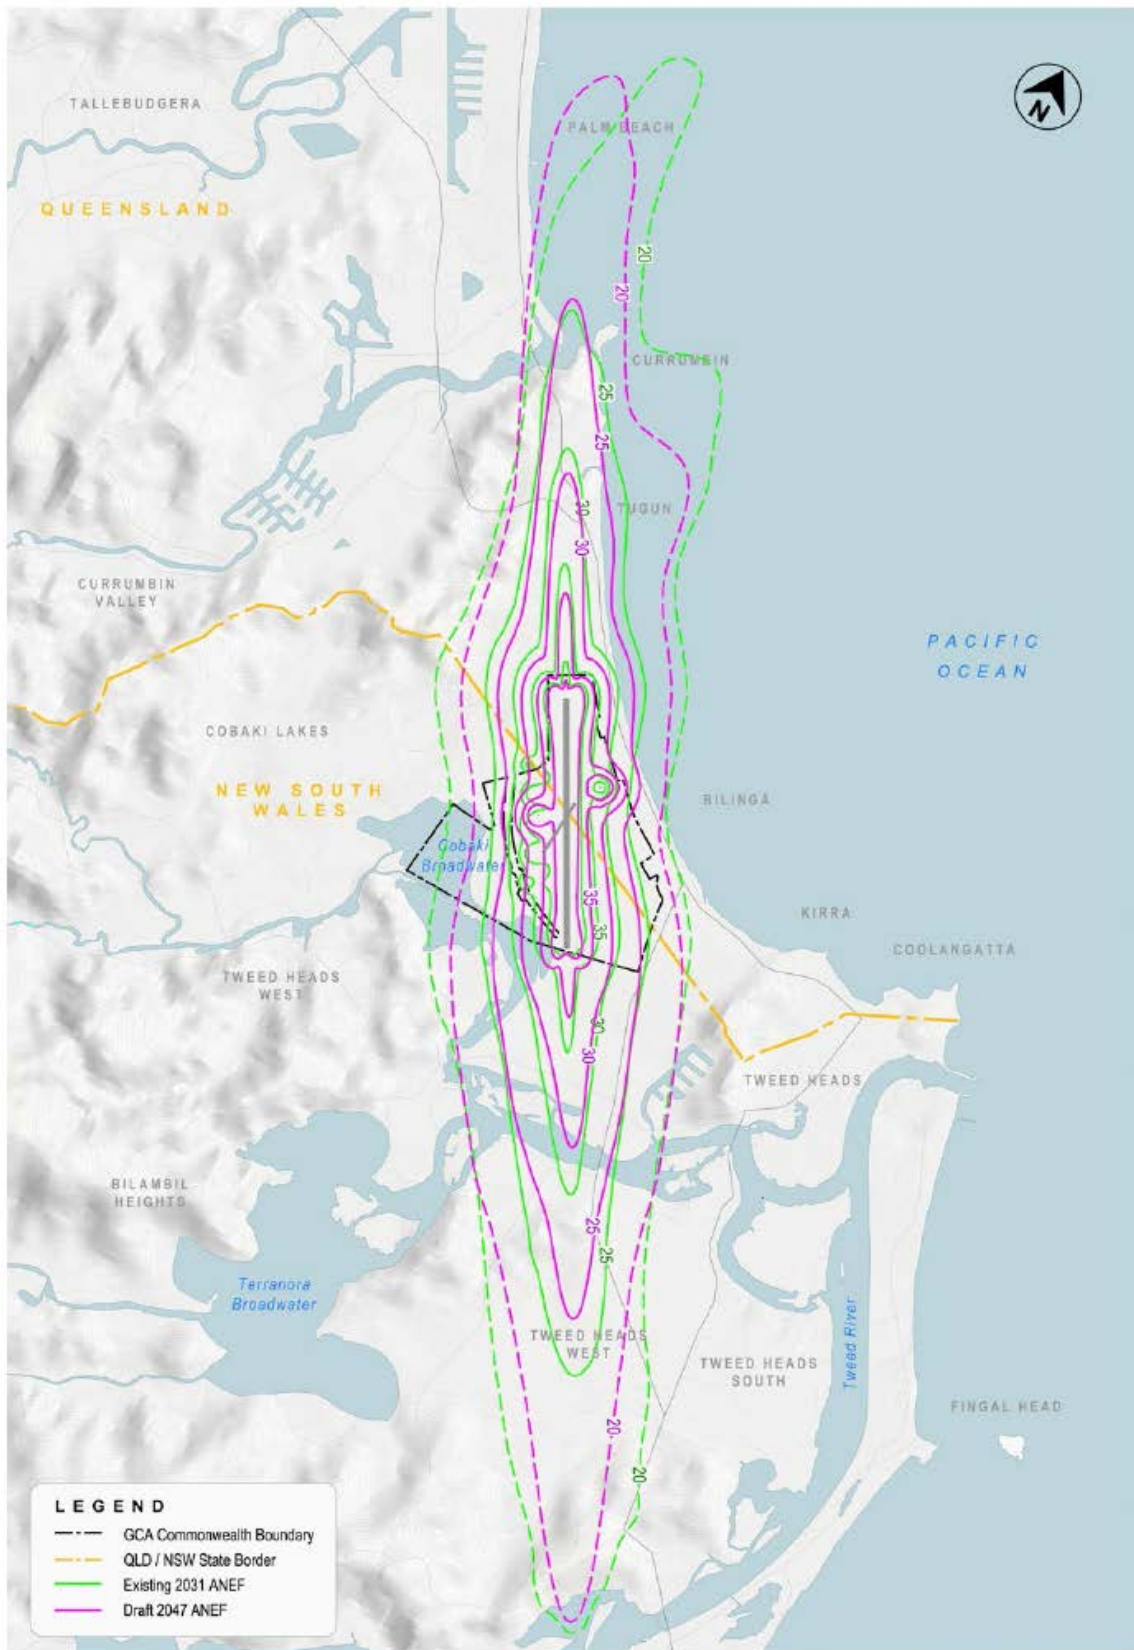 TALLEBUDGERA
PALM BEACH
N
QUEENSLAND
20
20
CURRUMBIN
25
25
30
TUGUN
30
CURRUMBIN
VALLEY
PACIFIC
OCEAN
COBAKI LAKES
NEW SOUTH
WALES
BILINGA
Cobaki
Broadwater
35
35
KIRRA
COOLANGATTA
TWEED HEADS
WEST
30
30
TWEED HEADS
BILAMBIL
HEIGHTS
25
25
Terranora
Broadwater
TWEED HEADS
WEST
TWEED HEADS
SOUTH
Tweed River
FINGAL HEAD
20
20
LEGEND
GCA Commonwealth Boundary
QLD / NSW State Border
Existing 2031 ANEF
Draft 2047 ANEF